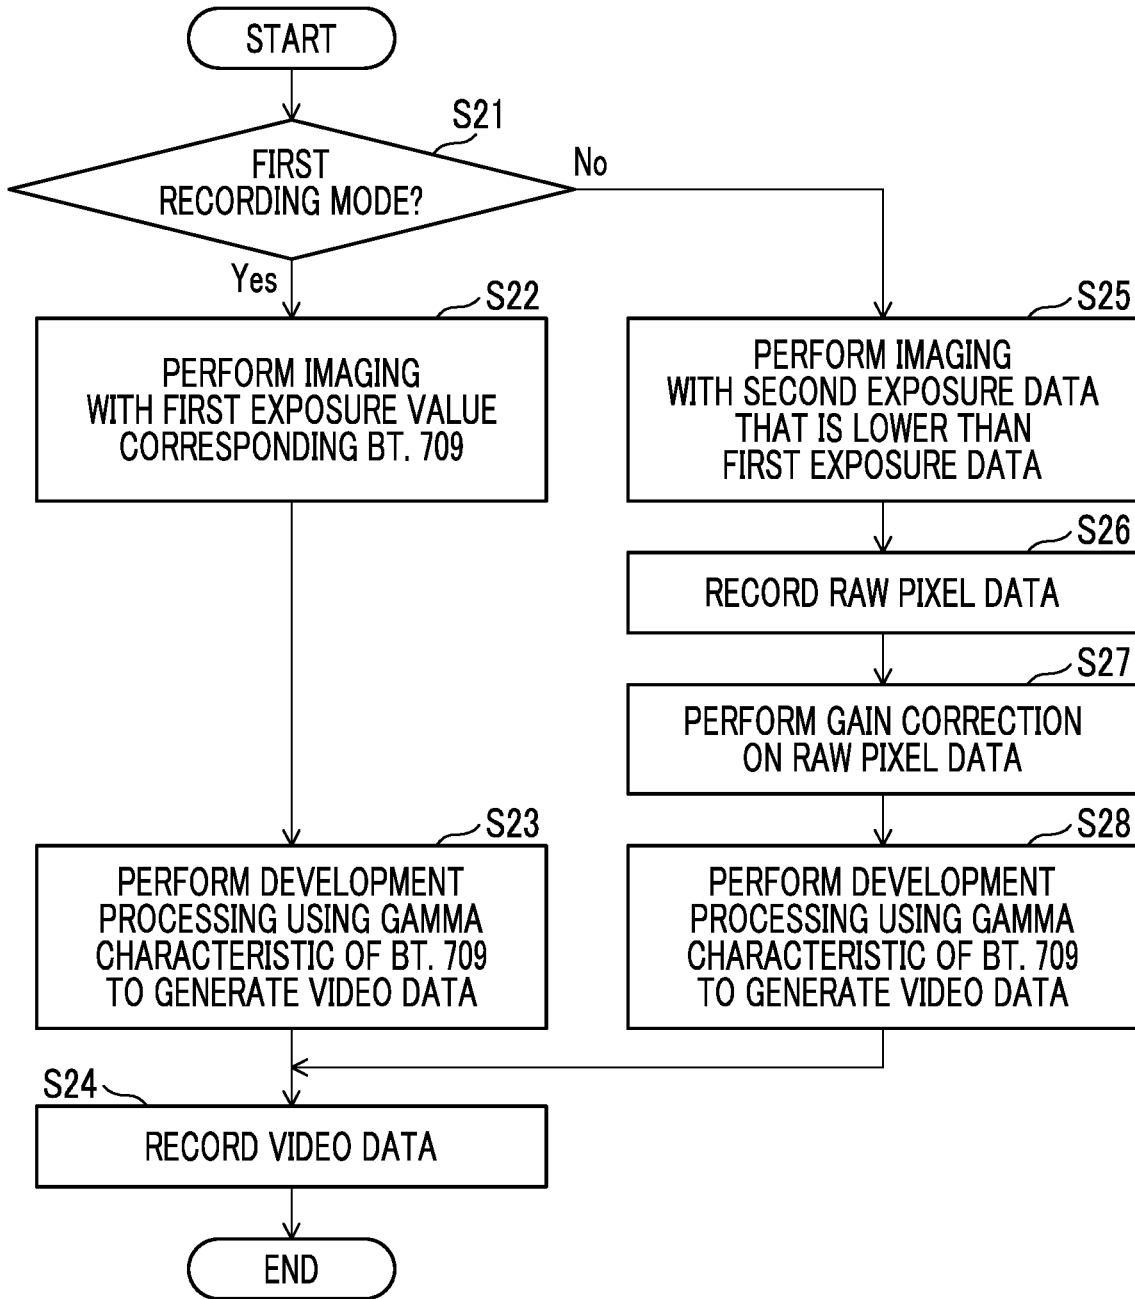 START
S21
FIRST
RECORDING MODE?
No
Yes
S22
PERFORM IMAGING
WITH FIRST EXPOSURE VALUE
CORRESPONDING BT. 709
S25
PERFORM IMAGING
WITH SECOND EXPOSURE DATA
THAT IS LOWER THAN
FIRST EXPOSURE DATA
S26
RECORD RAW PIXEL DATA
S27
PERFORM GAIN CORRECTION
ON RAW PIXEL DATA
S23
PERFORM DEVELOPMENT
PROCESSING USING GAMMA
CHARACTERISTIC OF BT. 709
TO GENERATE VIDEO DATA
S28
PERFORM DEVELOPMENT
PROCESSING USING GAMMA
CHARACTERISTIC OF BT. 709
TO GENERATE VIDEO DATA
S24
RECORD VIDEO DATA
END